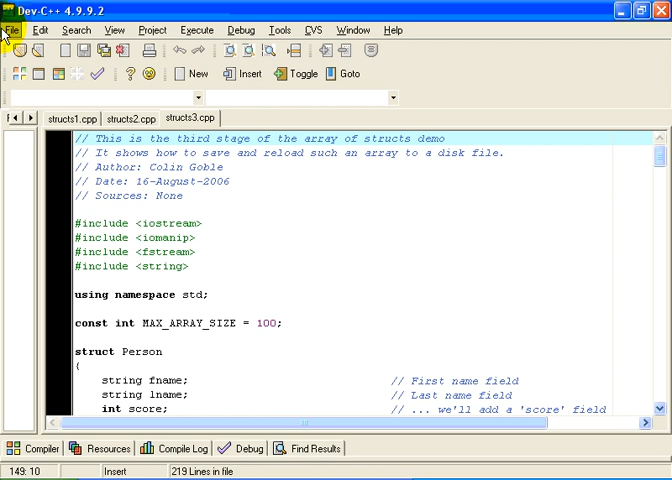 Dev-C++ 4.9.9.2
File Edit Search View Project Execute Debug Tools CVS Window Help
New Insert Toggle Goto
structs1.cpp structs2.cpp structs3.cpp
// This is the third stage of the array of structs demo
// It shows how to save and reload such an array to a disk file.
// Author: Colin Goble
// Date: 16-August-2006
// Sources: None
#include <iostream>
#include <iomanip>
#include <fstream>
#include <string>
using namespace std;
const int MAX_ARRAY_SIZE = 100;
struct Person
{
string fname; // First name field
string lname; // Last name field
int score; // ... we'll add a 'score' field
Compiler Resources Compile Log Debug Find Results
149: 10 Insert 219 Lines in file